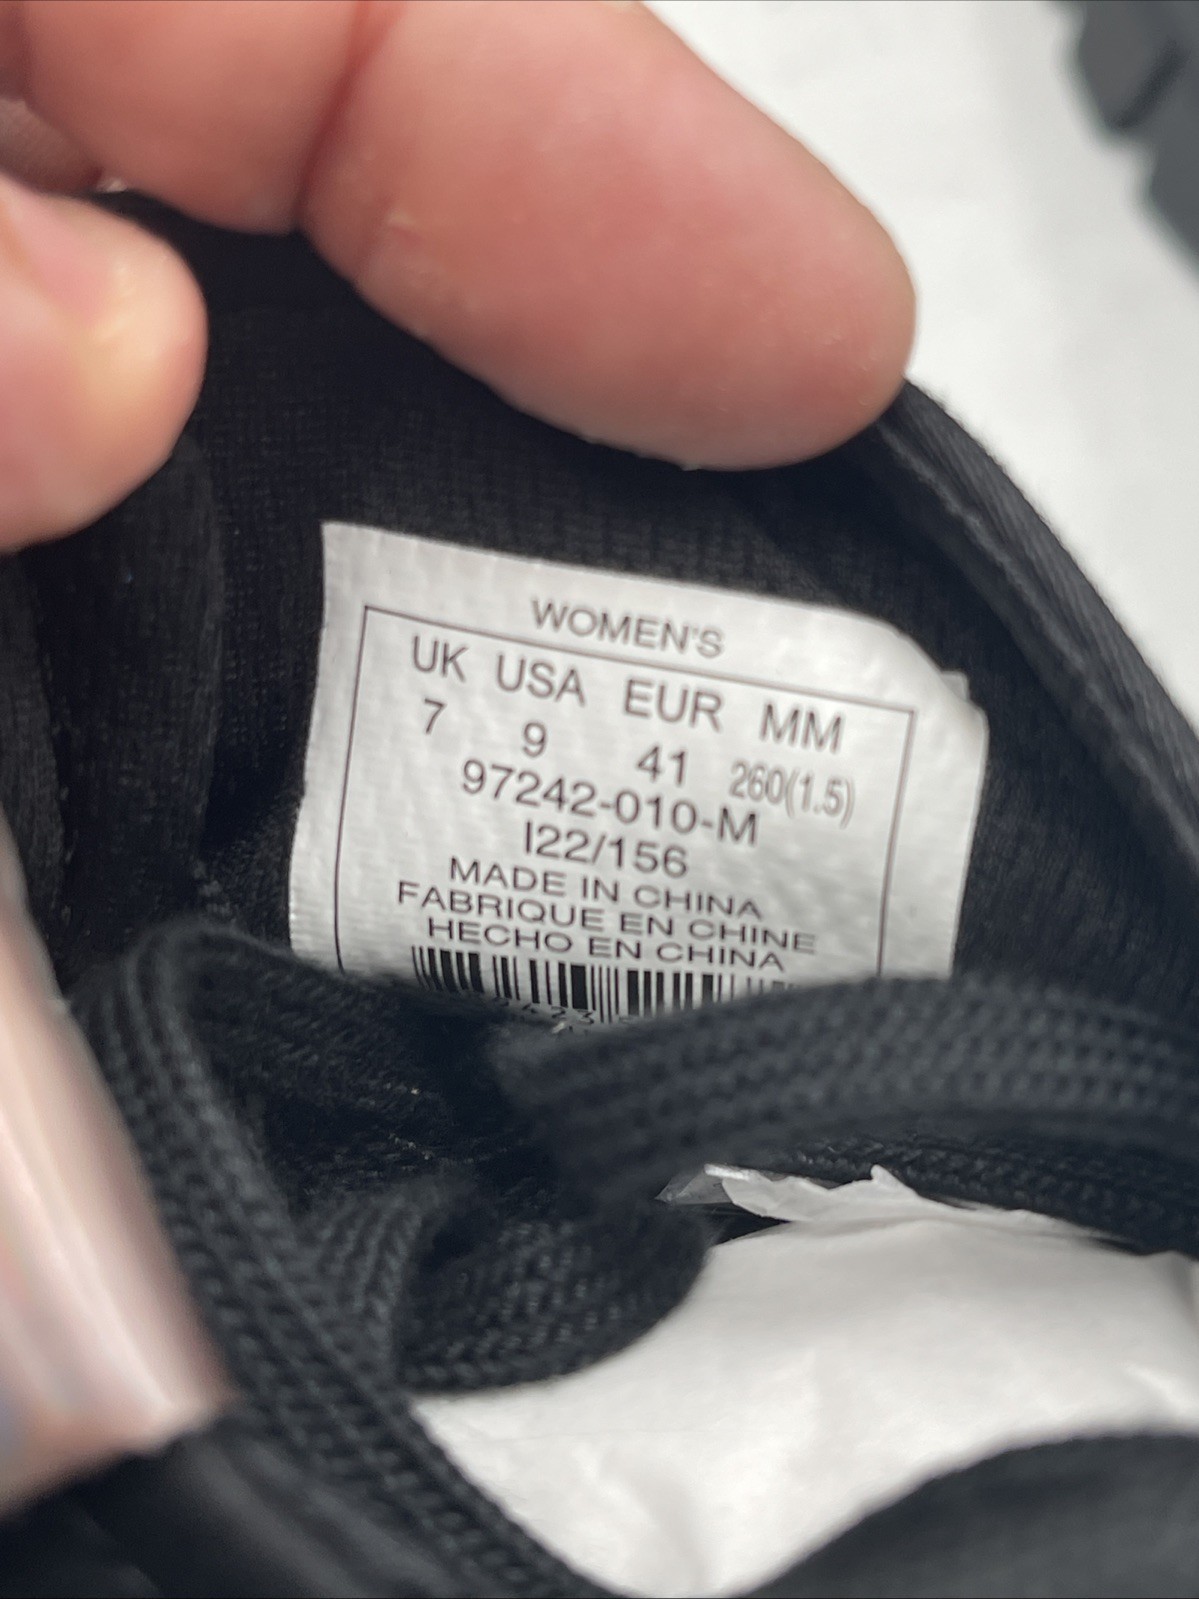 WOMEN'S
UK USA EUR MM
7 9 41 260(1.5)
97242-010-M
I22/156
MADE IN CHINA
FABRIQUE EN CHINE
HECHO EN CHINA